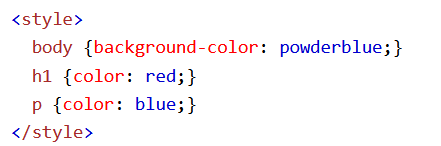 <style>
  body {background-color: powderblue;}
  h1 {color: red;}
  p {color: blue;}
</style>